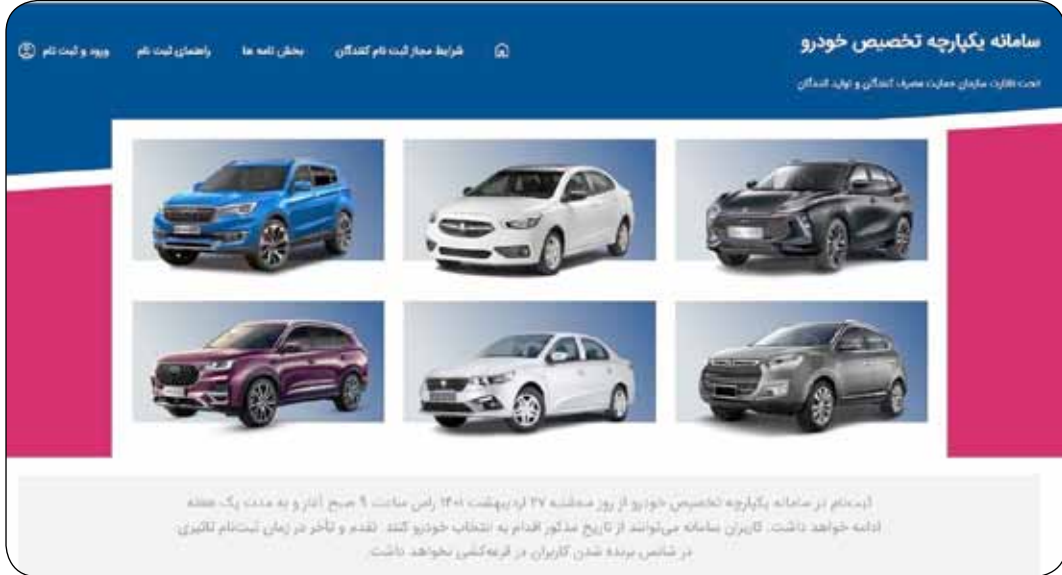 سامانه یکپارچه تخصیص خودرو
تحت نظارت سازمان حمایت مصرف کنندگان و تولید کنندگان
شرایط مجاز ثبت نام کنندگان
بخش نامه ها
راهنمای ثبت نام
ورود و ثبت نام
ثبت‌نام در سامانه یکپارچه تخصیص خودرو از روز سه‌شنبه ۲۷ اردیبهشت ۱۴۰۱ راس ساعت ۹ صبح آغاز و به مدت یک هفته
ادامه خواهد داشت. کاربران سامانه می‌توانند از تاریخ مذکور اقدام به انتخاب خودرو کنند. تقدم و تأخر در زمان ثبت‌نام تاثیری
در شانس برنده شدن کاربران در قرعه‌کشی نخواهد داشت.